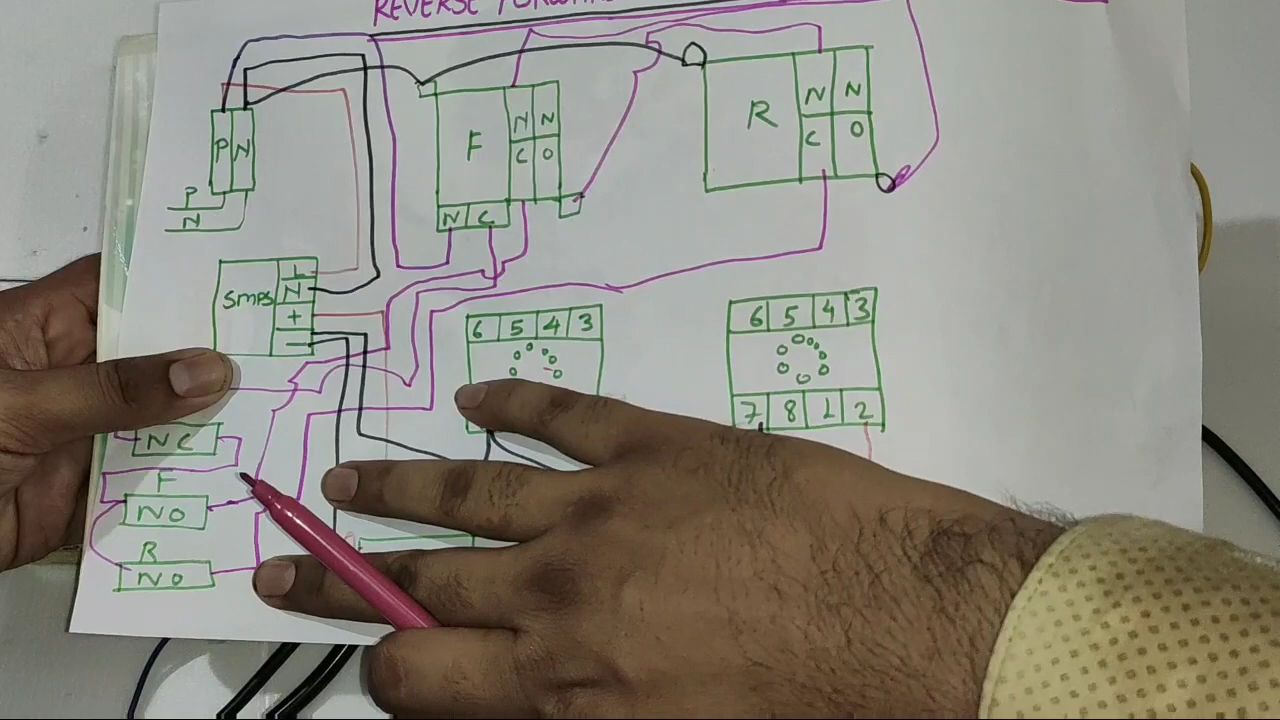 REVERSE
P N
P
N
F
N N
C O
N C
R
N N
C O
SMPS
L
N
+
-
6 5 4 3
6 5 4 3
7 8 1 2
NC
F
NO
R
NO